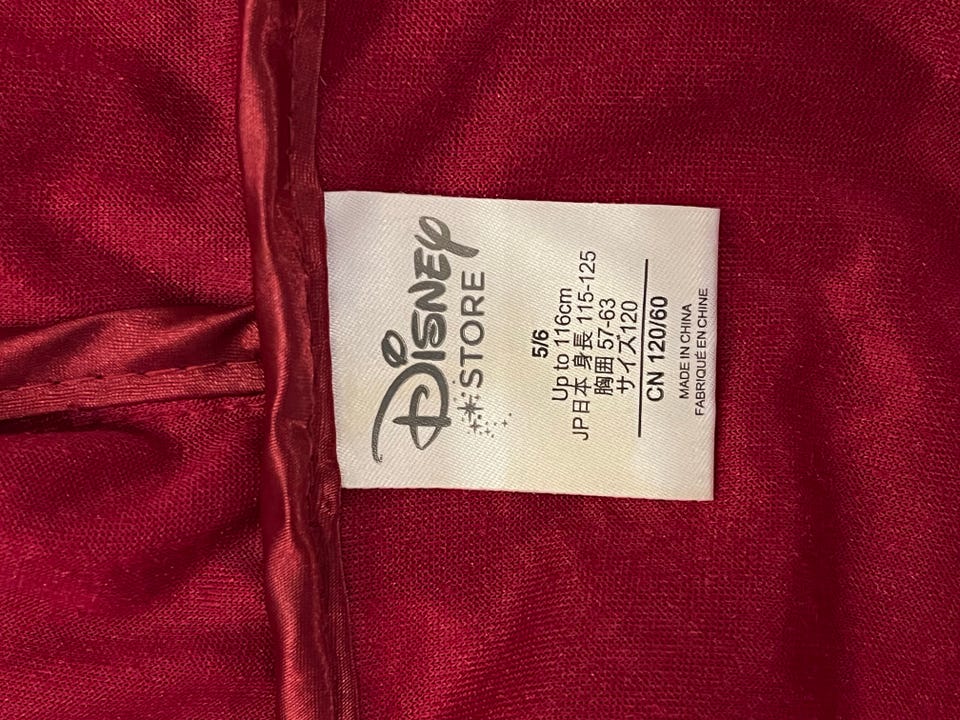 Disney
STORE
5/6
Up to 116cm
JP日本 身長 115-125
胸囲 57-63
サイズ120
CN 120/60
MADE IN CHINA
FABRIQUÉ EN CHINE